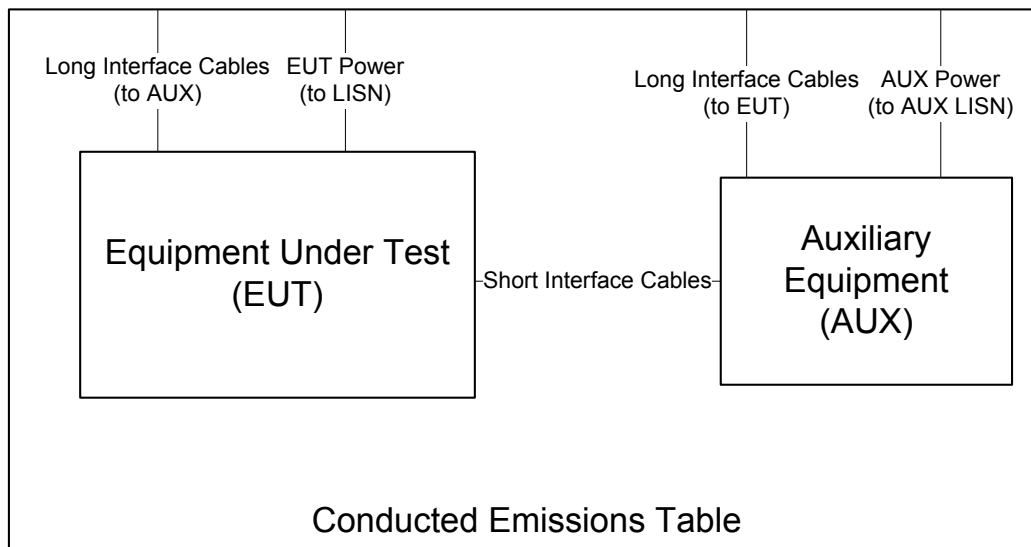 Long Interface Cables
(to AUX)
EUT Power
(to LISN)
Long Interface Cables
(to EUT)
AUX Power
(to AUX LISN)
Equipment Under Test
(EUT)
Short Interface Cables
Auxiliary
Equipment
(AUX)
Conducted Emissions Table